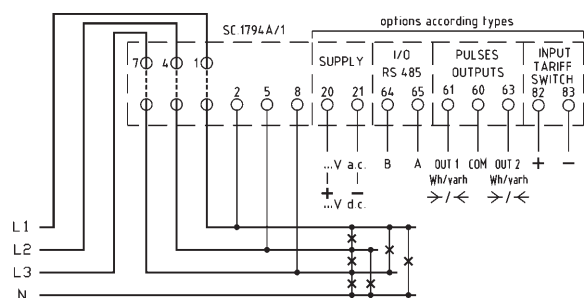 options according types
SC.1794A/1
SUPPLY
I/O
RS 485
PULSES
OUTPUTS
INPUT
TARIFF
SWITCH
7 4 1
2 5 8 20 21 64 65 61 60 63 82 83
...V a.c.
+ −
...V d.c.
B A OUT 1 COM OUT 2 + −
Wh/varh Wh/varh
L1
L2
L3
N